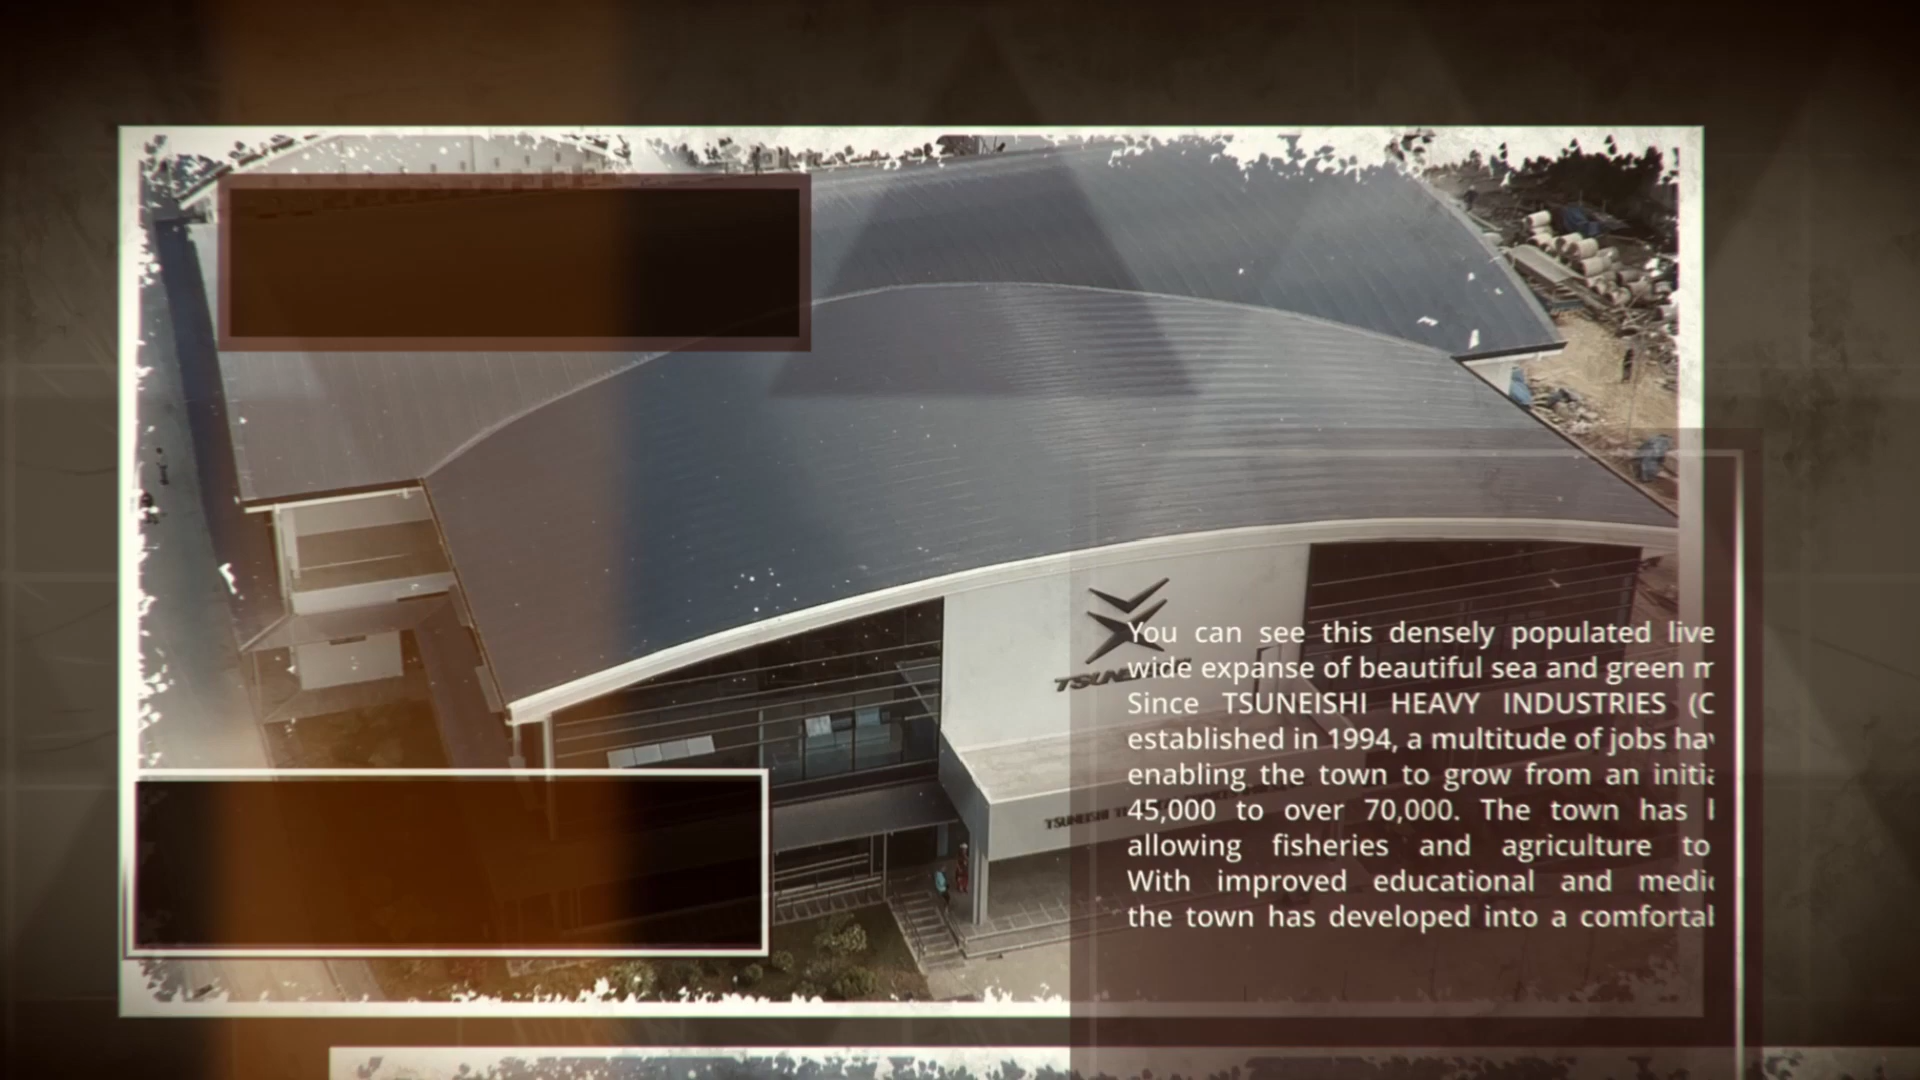 You can see this densely populated live
wide expanse of beautiful sea and green
Since TSUNEISHI HEAVY INDUSTRIES (C
established in 1994, a multitude of jobs
enabling the town to grow from an
45,000 to over 70,000. The town has
allowing fisheries and agriculture to
With improved educational and
the town has developed into a
TSUNEISHI